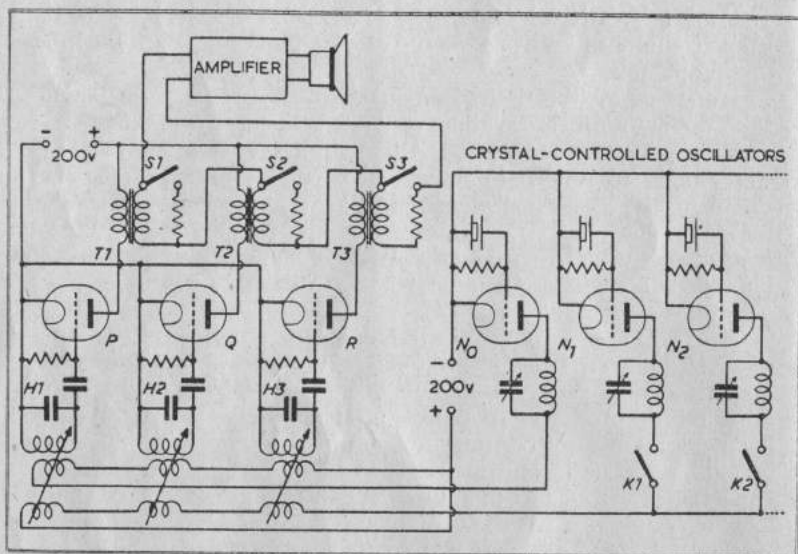 AMPLIFIER
- +
200v
S1
S2
S3
CRYSTAL-CONTROLLED OSCILLATORS
T1
T2
T3
P
Q
R
N0
N1
N2
H1
H2
H3
-
200v
+
K1
K2